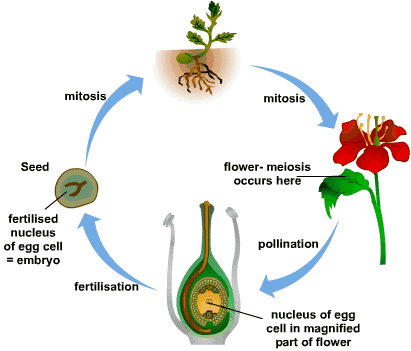 mitosis
mitosis
Seed
flower- meiosis
occurs here
fertilised
nucleus
of egg cell
= embryo
pollination
fertilisation
nucleus of egg
cell in magnified
part of flower